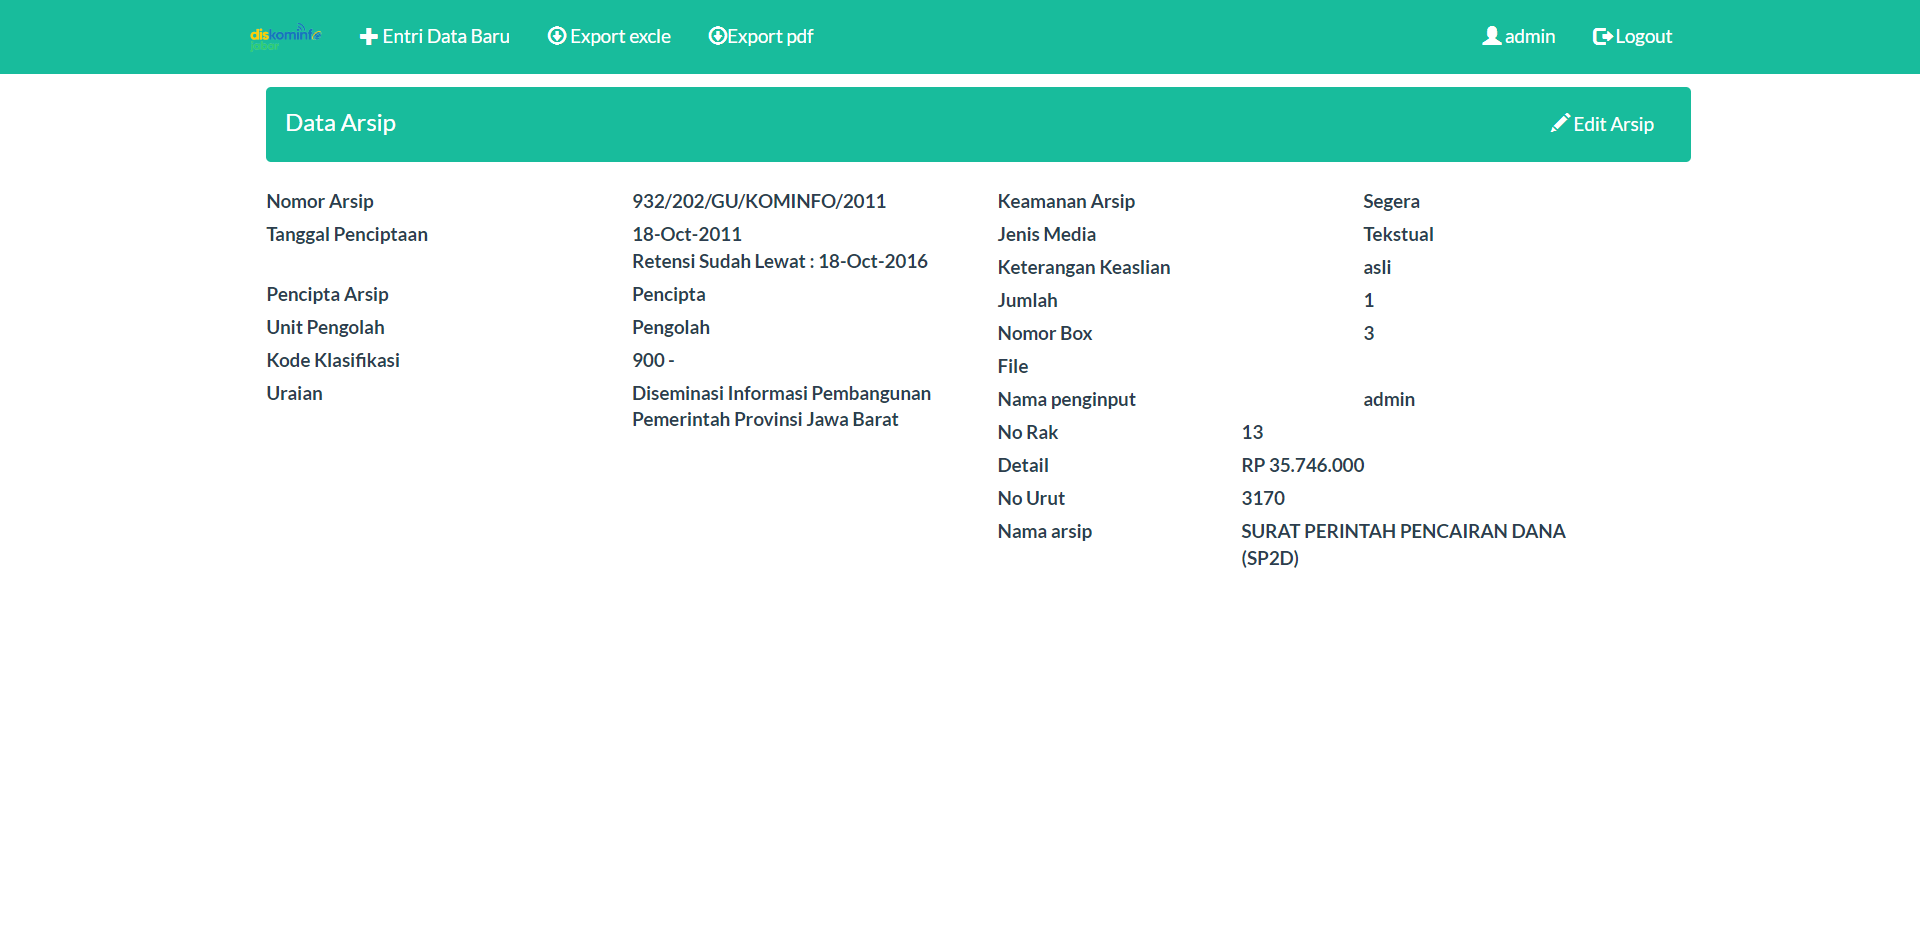 diskominfo
jabar
Entri Data Baru
Export excle
Export pdf
admin
Logout
Data Arsip
Edit Arsip
Nomor Arsip 932/202/GU/KOMINFO/2011
Tanggal Penciptaan 18-Oct-2011
Retensi Sudah Lewat : 18-Oct-2016
Pencipta Arsip Pencipta
Unit Pengolah Pengolah
Kode Klasifikasi 900 -
Uraian Diseminasi Informasi Pembangunan
Pemerintah Provinsi Jawa Barat
Keamanan Arsip Segera
Jenis Media Tekstual
Keterangan Keaslian asli
Jumlah 1
Nomor Box 3
File
Nama penginput admin
No Rak 13
Detail RP 35.746.000
No Urut 3170
Nama arsip SURAT PERINTAH PENCAIRAN DANA
(SP2D)